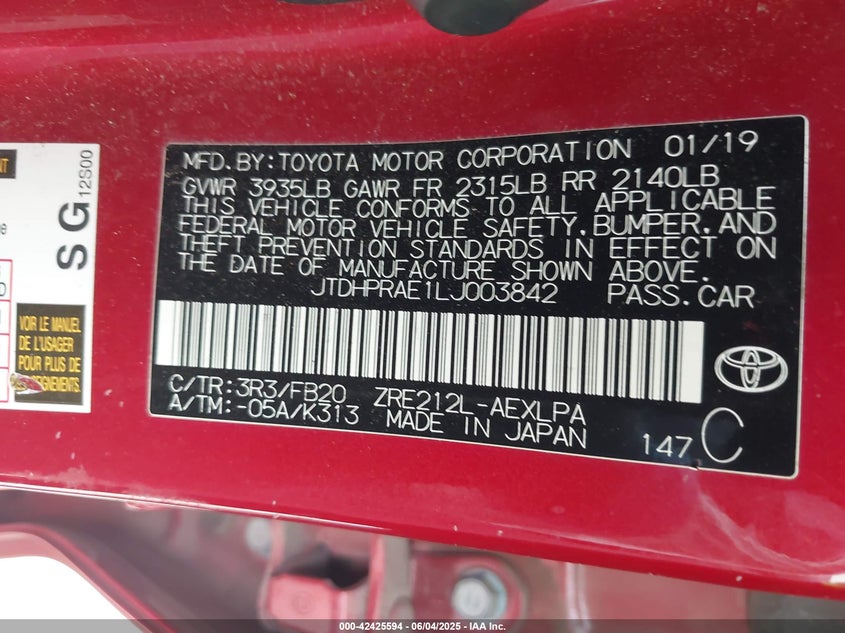 MFD. BY: TOYOTA MOTOR CORPORATION 01/19
GVWR 3935LB GAWR FR 2315LB RR 2140LB
THIS VEHICLE CONFORMS TO ALL APPLICABLE
FEDERAL MOTOR VEHICLE SAFETY, BUMPER, AND
THEFT PREVENTION STANDARDS IN EFFECT ON
THE DATE OF MANUFACTURE SHOWN ABOVE.
JTDHPRAE1LJ003842 PASS. CAR
C/TR: 3R3/FB20 ZRE212L-AEXLPA
A/TM: -05A/K313 MADE IN JAPAN 147 C
SG 12S00
VOIR LE MANUEL
DE L'USAGER
POUR PLUS DE
000-42425594 - 06/04/2025 - IAA Inc.